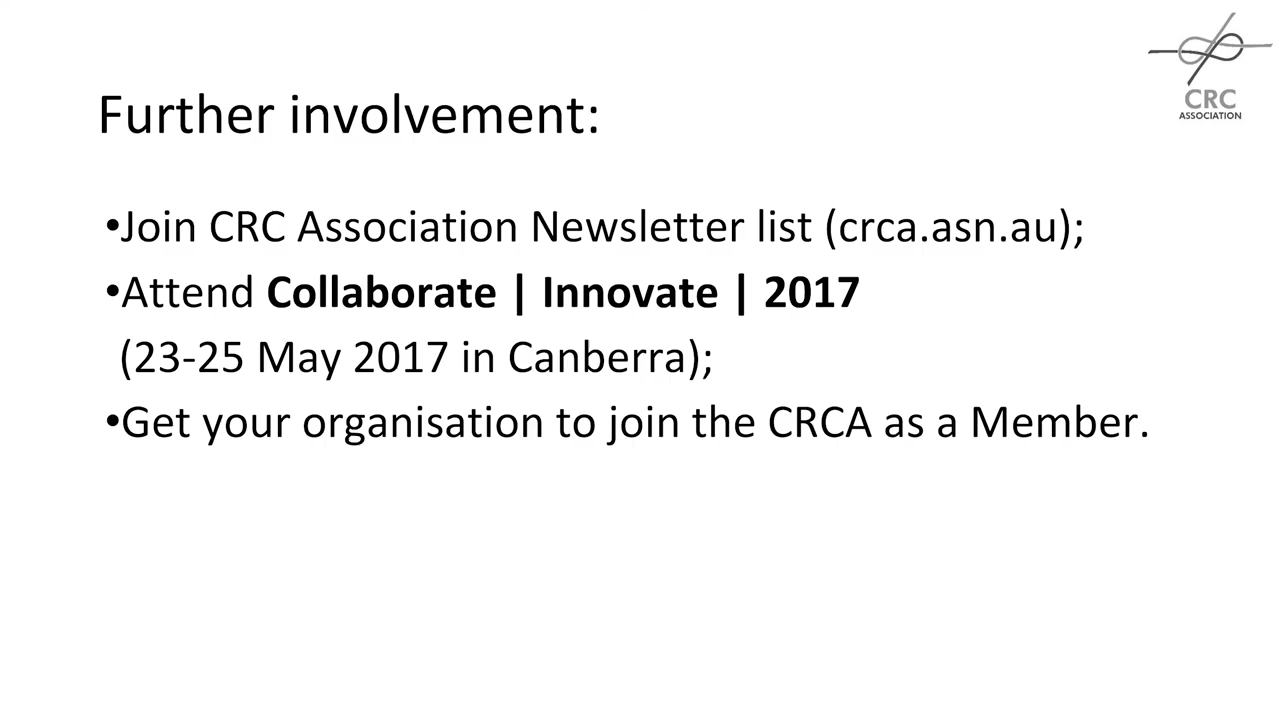 CRC
ASSOCIATION
Further involvement:
•Join CRC Association Newsletter list (crca.asn.au);
•Attend Collaborate | Innovate | 2017
(23-25 May 2017 in Canberra);
•Get your organisation to join the CRCA as a Member.